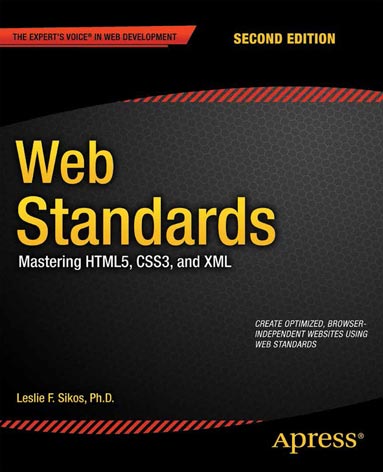 THE EXPERT'S VOICE® IN WEB DEVELOPMENT
SECOND EDITION
Web
Standards
Mastering HTML5, CSS3, and XML
CREATE OPTIMIZED, BROWSER-
INDEPENDENT WEBSITES USING
WEB STANDARDS
Leslie F. Sikos, Ph.D.
Apress®